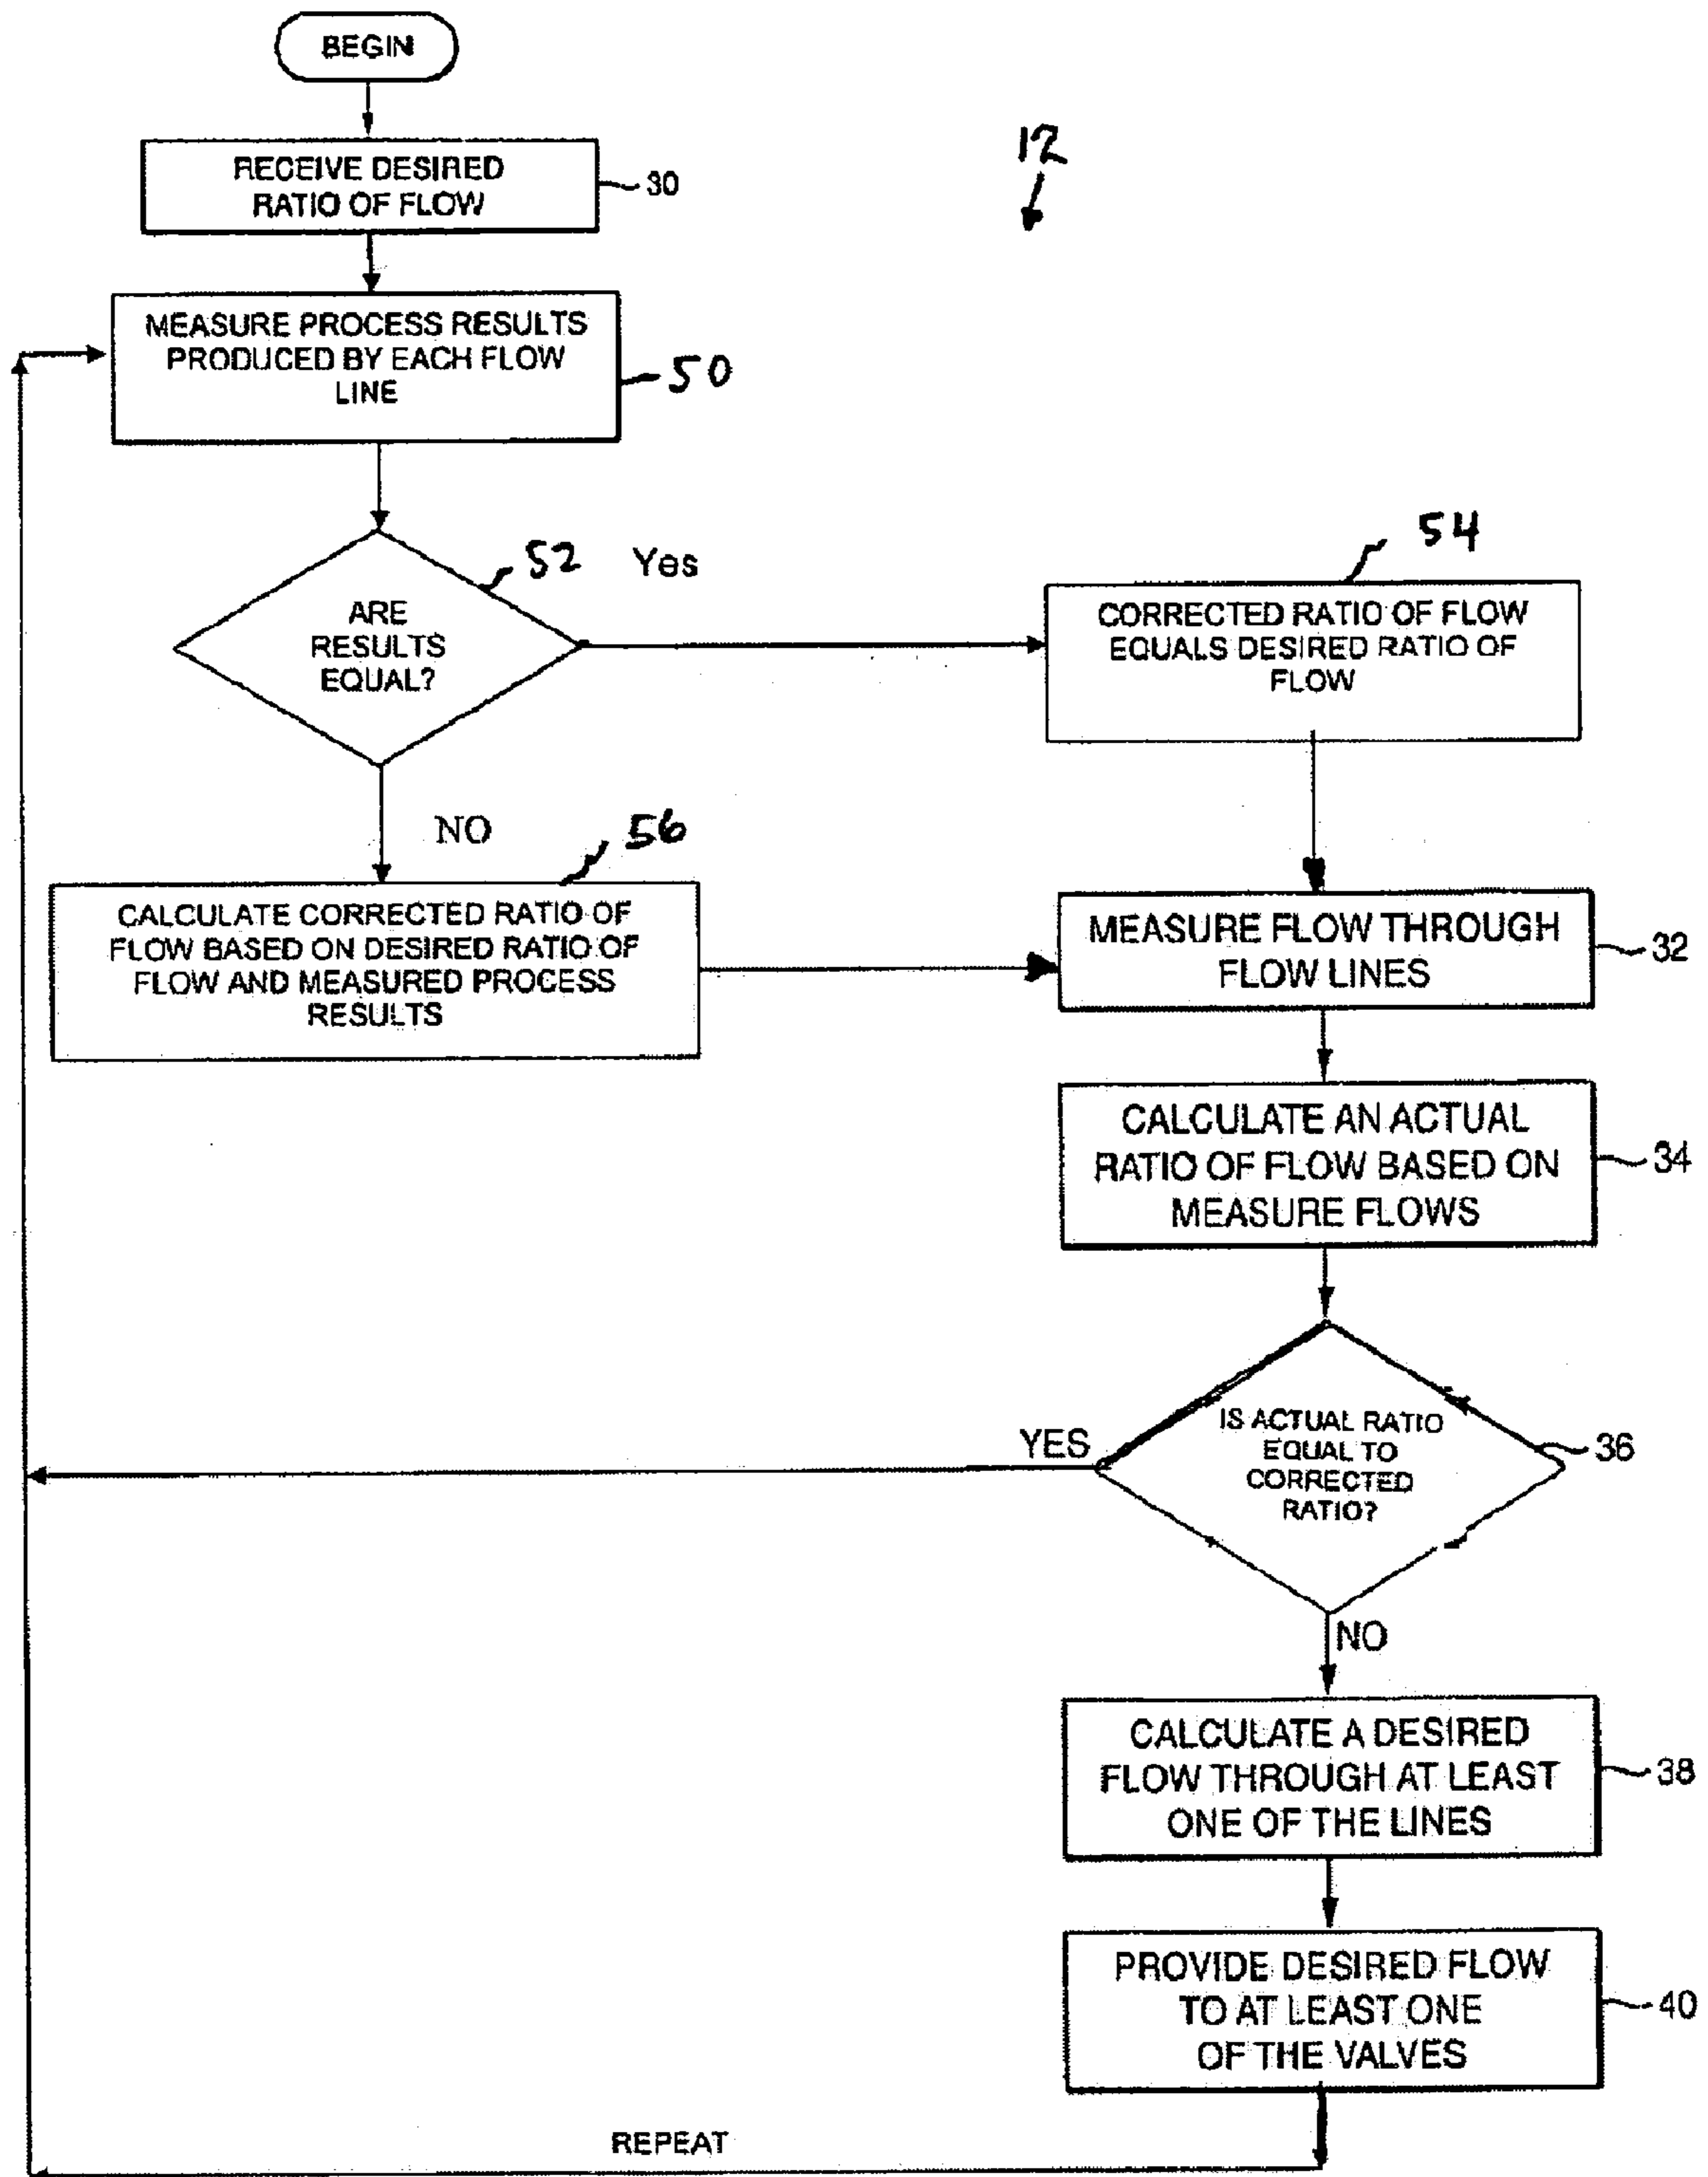 BEGIN
RECEIVE DESIRED
RATIO OF FLOW
30
12
MEASURE PROCESS RESULTS
PRODUCED BY EACH FLOW
LINE
50
ARE
RESULTS
EQUAL?
52
Yes
54
CORRECTED RATIO OF FLOW
EQUALS DESIRED RATIO OF
FLOW
NO
56
CALCULATE CORRECTED RATIO OF
FLOW BASED ON DESIRED RATIO OF
FLOW AND MEASURED PROCESS
RESULTS
MEASURE FLOW THROUGH
FLOW LINES
32
CALCULATE AN ACTUAL
RATIO OF FLOW BASED ON
MEASURE FLOWS
34
YES
IS ACTUAL RATIO
EQUAL TO
CORRECTED
RATIO?
36
NO
CALCULATE A DESIRED
FLOW THROUGH AT LEAST
ONE OF THE LINES
38
PROVIDE DESIRED FLOW
TO AT LEAST ONE
OF THE VALVES
40
REPEAT